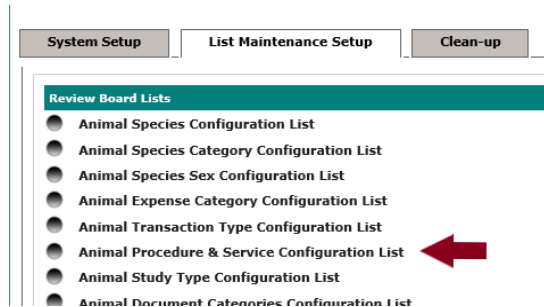 System Setup
List Maintenance Setup
Clean-up
Review Board Lists
Animal Species Configuration List
Animal Species Category Configuration List
Animal Species Sex Configuration List
Animal Expense Category Configuration List
Animal Transaction Type Configuration List
Animal Procedure & Service Configuration List
Animal Study Type Configuration List
Animal Document Categories Configuration List